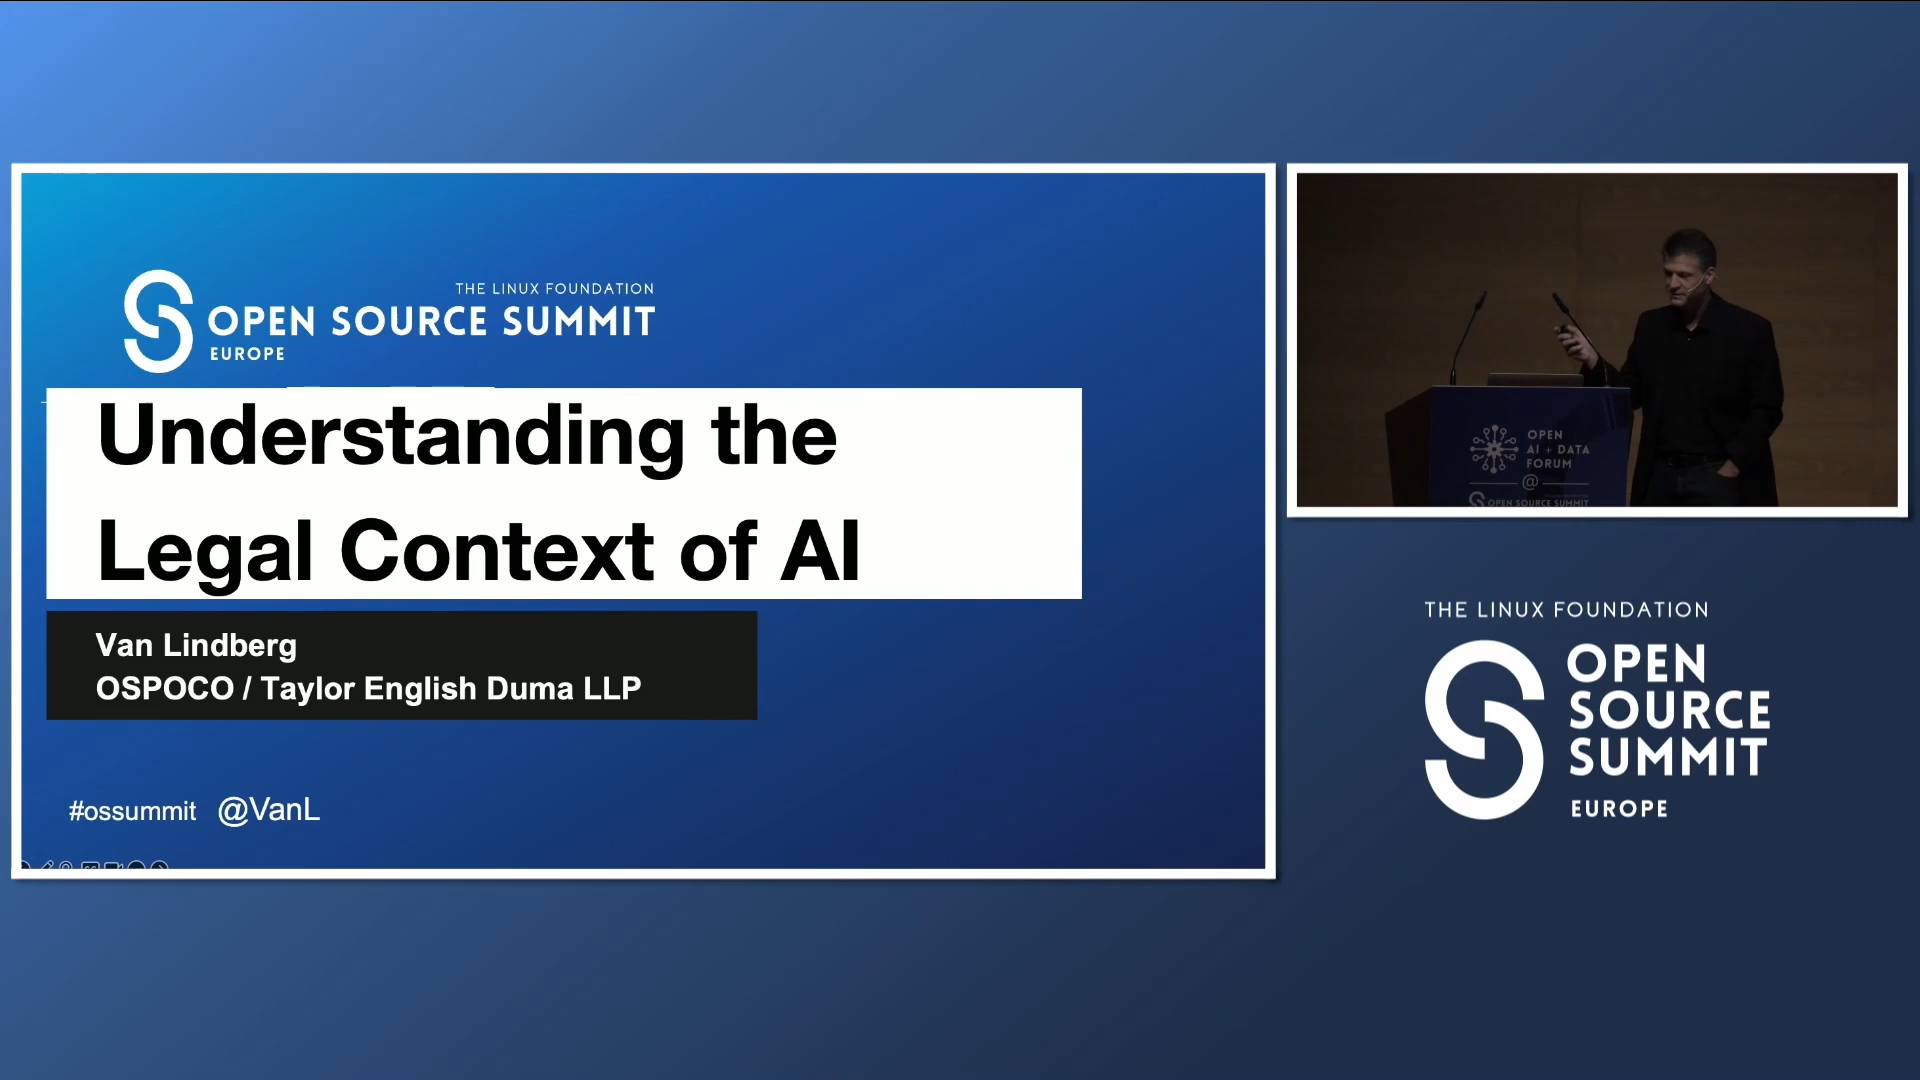 THE LINUX FOUNDATION
OPEN SOURCE SUMMIT
EUROPE
Understanding the
Legal Context of AI
Van Lindberg
OSPOCO / Taylor English Duma LLP
#ossummit @VanL
OPEN
AI + DATA
FORUM
@
OPEN SOURCE SUMMIT
THE LINUX FOUNDATION
OPEN
SOURCE
SUMMIT
EUROPE